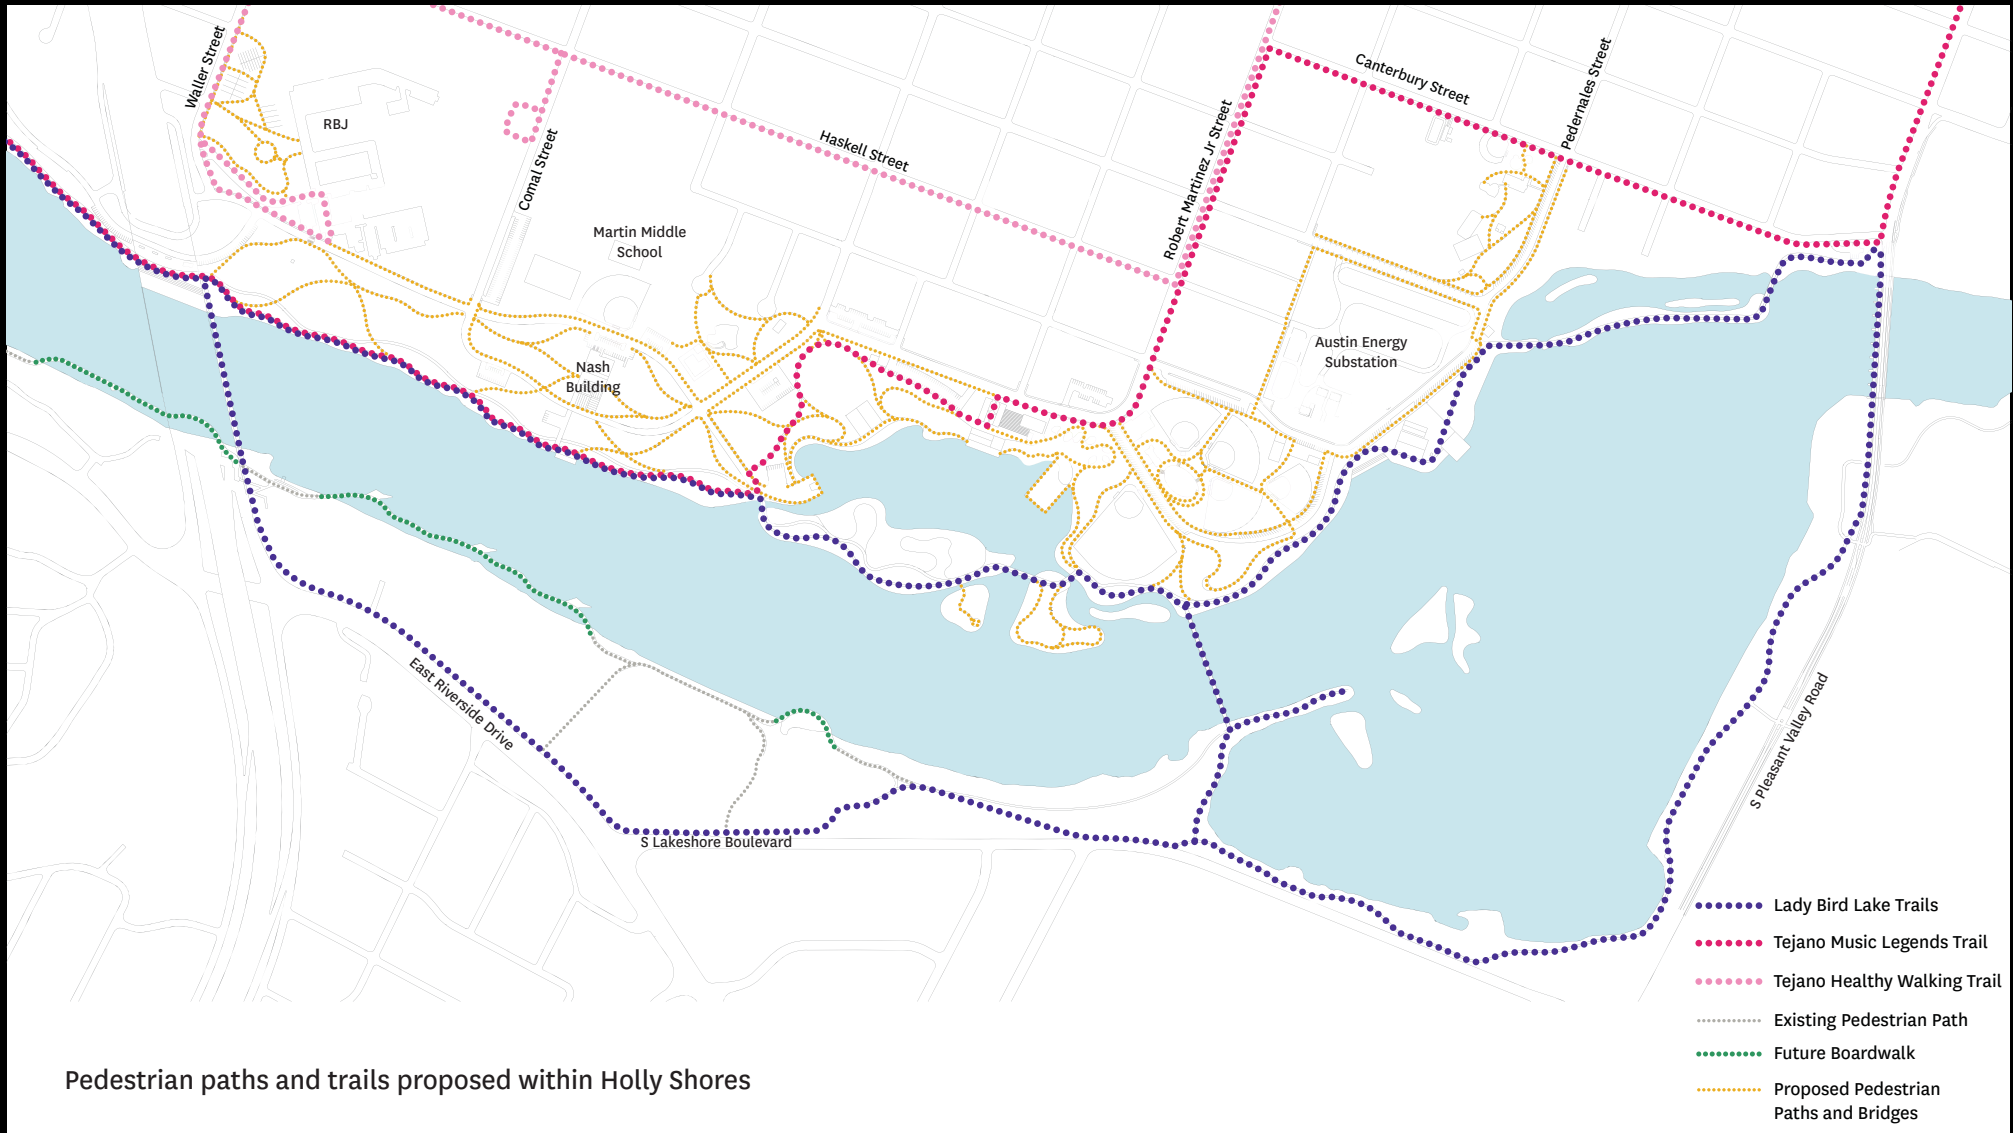 Waller Street
RBJ
Comal Street
Haskell Street
Martin Middle
School
Nash
Building
Robert Martinez Jr Street
Canterbury Street
Pedernales Street
Austin Energy
Substation
East Riverside Drive
S Lakeshore Boulevard
S Pleasant Valley Road
Lady Bird Lake Trails
Tejano Music Legends Trail
Tejano Healthy Walking Trail
Existing Pedestrian Path
Future Boardwalk
Proposed Pedestrian
Paths and Bridges
Pedestrian paths and trails proposed within Holly Shores